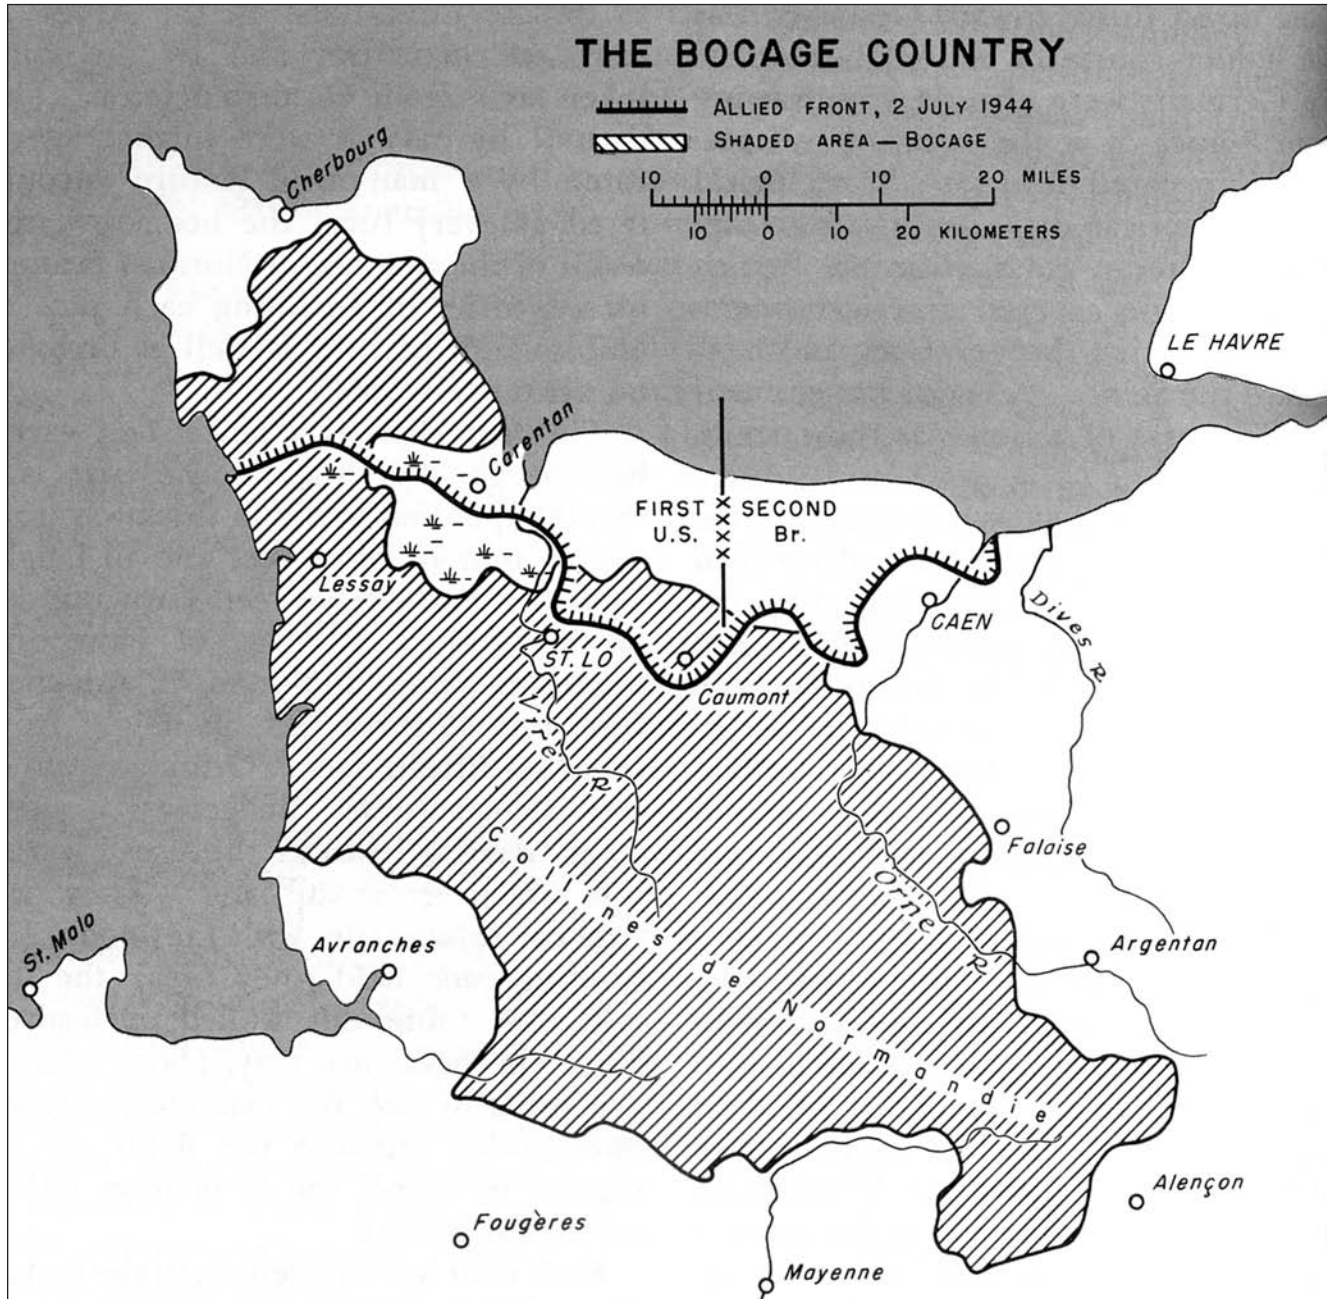 THE BOCAGE COUNTRY
ALLIED FRONT, 2 JULY 1944
SHADED AREA — BOCAGE
10 0 10 20 MILES
10 0 10 20 KILOMETERS
Cherbourg
LE HAVRE
Carentan
FIRST SECOND
U.S. Br.
Lessay
CAEN
Dives R.
ST. LO
Caumont
Vire R.
Falaise
Collines de Normandie
Orne R.
St. Malo
Avranches
Argentan
Alençon
Fougères
Mayenne